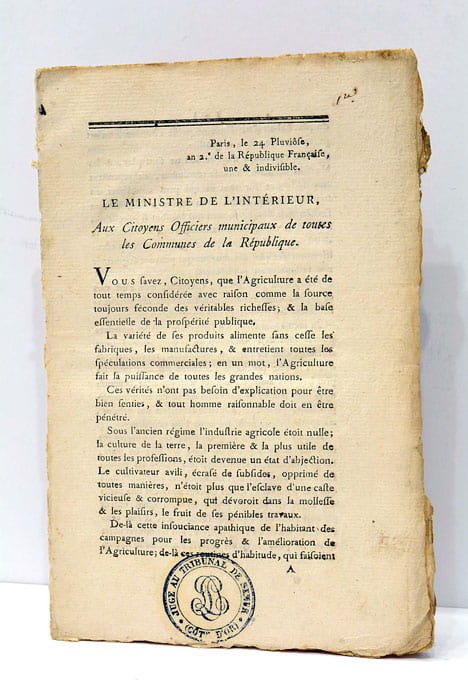 Paris, le 24 Pluviôse,
an 2.e de la République Françaiſe,
une & indiviſible.
LE MINISTRE DE L'INTÉRIEUR,
Aux Citoyens Officiers municipaux de toutes
les Communes de la République.
VOUS ſavez, Citoyens, que l'Agriculture a été de
tout temps conſidérée avec raiſon comme la ſource
toujours féconde des véritables richeſſes; & la baſe
eſſentielle de la proſpérité publique.
La variété de ſes produits alimente ſans ceſſe les
fabriques, les manufactures, & entretient toutes les
ſpéculations commerciales; en un mot, l'Agriculture
fait la puiſſance de toutes les grandes nations.
Ces vérités n'ont pas beſoin d'explication pour être
bien ſenties, & tout homme raiſonnable doit en être
pénétré.
Sous l'ancien régime l'induſtrie agricole étoit nulle;
la culture de la terre, la première & la plus utile de
toutes les profeſſions, étoit devenue un état d'abjection.
Le cultivateur avili, écraſé de ſubſides, opprimé de
toutes manières, n'étoit plus que l'eſclave d'une caſte
vicieuſe & corrompue, qui dévoroit dans la molleſſe
& les plaiſirs, le fruit de ſes pénibles travaux.
De-là cette inſouciance apathique de l'habitant des
campagnes pour les progrès & l'amélioration de
l'Agriculture; de-là ces routines d'habitude, qui faiſoient
A
JUGE AU TRIBUNAL DE SEMUR
(CÔTE D'OR)